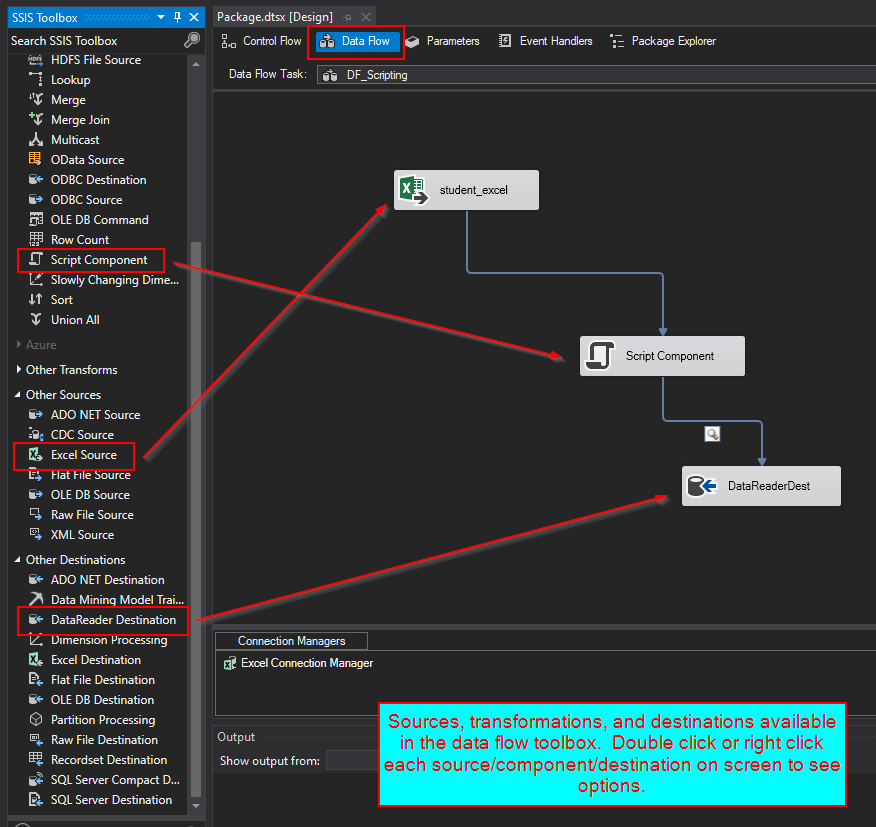 SSIS Toolbox
Search SSIS Toolbox
HDFS File Source
Lookup
Merge
Merge Join
Multicast
OData Source
ODBC Destination
ODBC Source
OLE DB Command
Row Count
Script Component
Slowly Changing Dime...
Sort
Union All
Azure
Other Transforms
Other Sources
ADO NET Source
CDC Source
Excel Source
Flat File Source
OLE DB Source
Raw File Source
XML Source
Other Destinations
ADO NET Destination
Data Mining Model Trai...
DataReader Destination
Dimension Processing
Excel Destination
Flat File Destination
OLE DB Destination
Partition Processing
Raw File Destination
Recordset Destination
SQL Server Compact D...
SQL Server Destination
Package.dtsx [Design]
Control Flow Data Flow Parameters Event Handlers Package Explorer
Data Flow Task: DF_Scripting
student_excel
Script Component
DataReaderDest
Connection Managers
Excel Connection Manager
Output
Show output from:
Sources, transformations, and destinations available
in the data flow toolbox. Double click or right click
each source/component/destination on screen to see
options.